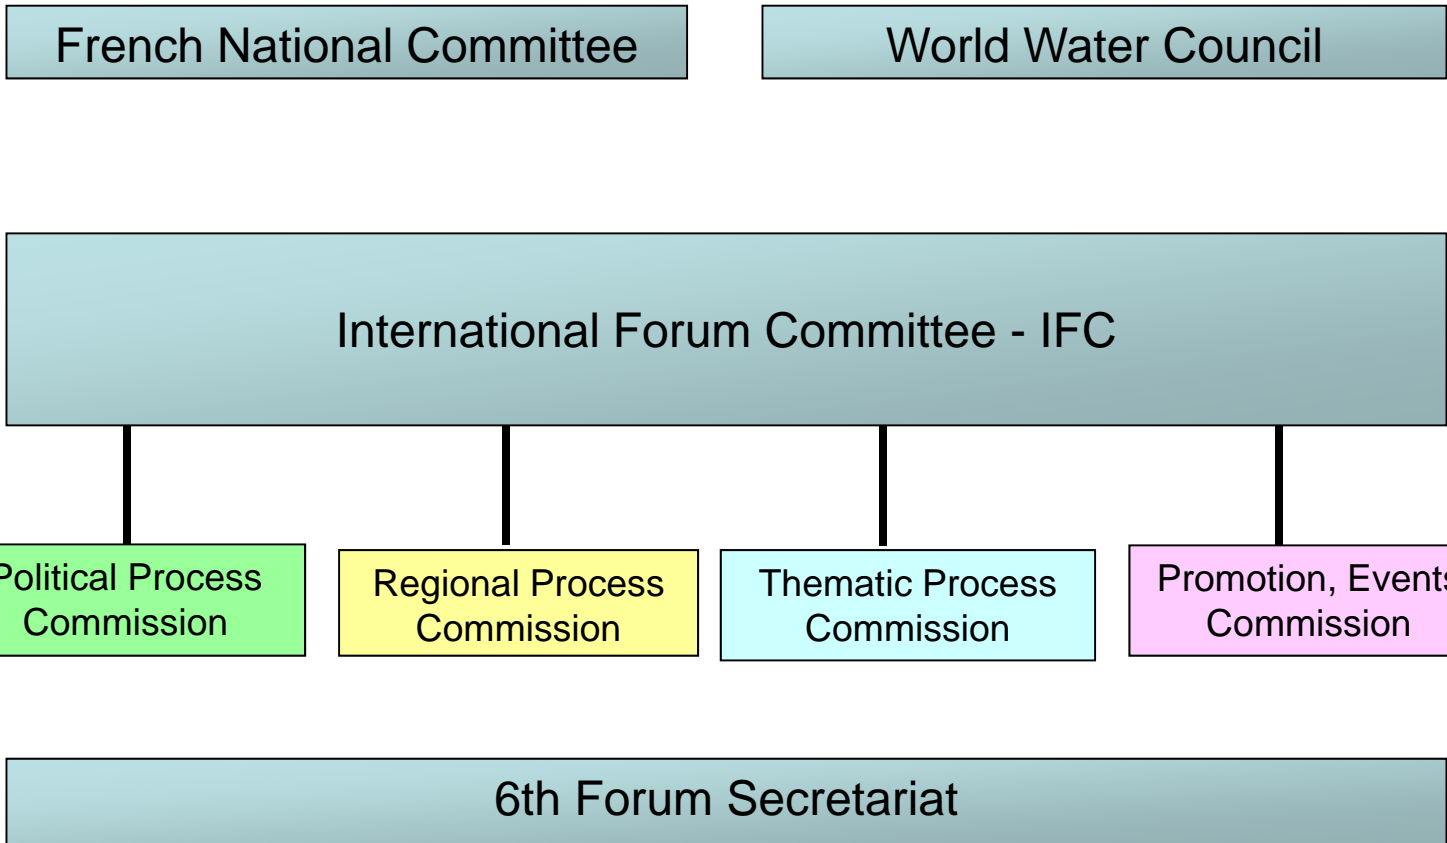 French National Committee
World Water Council
International Forum Committee - IFC
Political Process
Commission
Regional Process
Commission
Thematic Process
Commission
Promotion, Events
Commission
6th Forum Secretariat